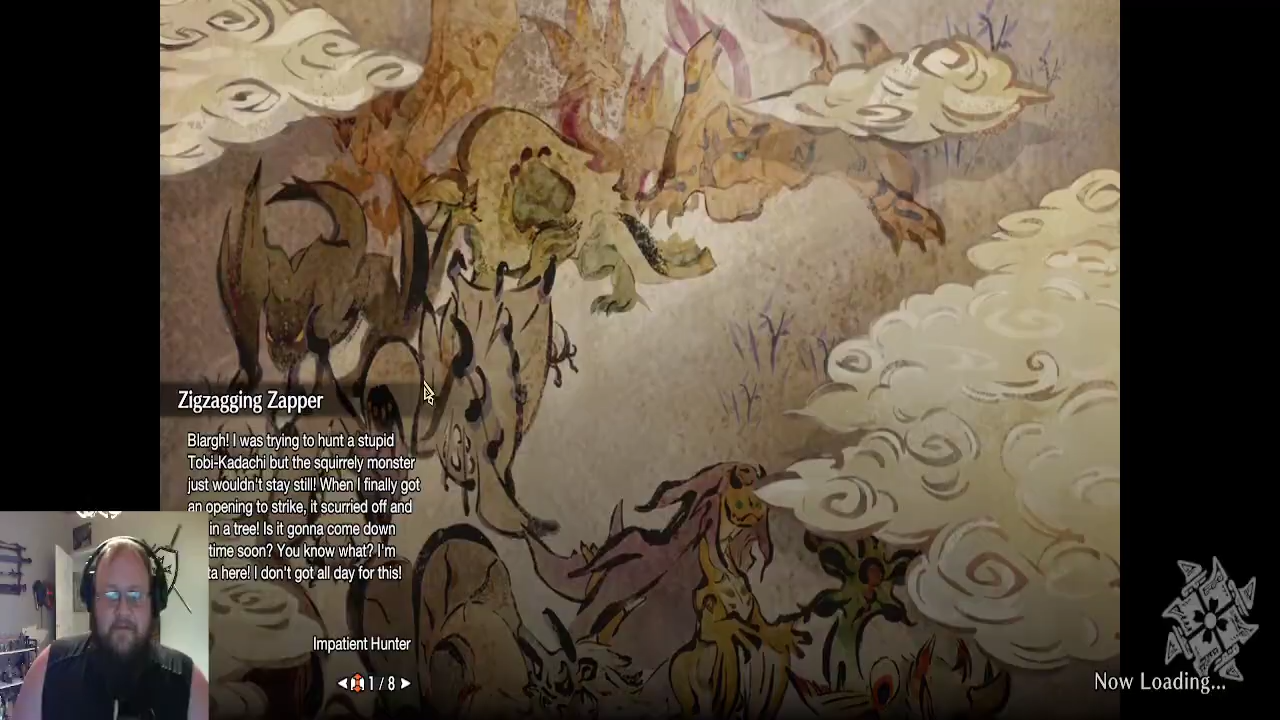 Zigzagging Zapper
Blargh! I was trying to hunt a stupid
Tobi-Kadachi but the squirrely monster
just wouldn't stay still! When I finally got
an opening to strike, it scurried off and
in a tree! Is it gonna come down
time soon? You know what? I'm
ta here! I don't got all day for this!
Impatient Hunter
1 / 8
Now Loading...